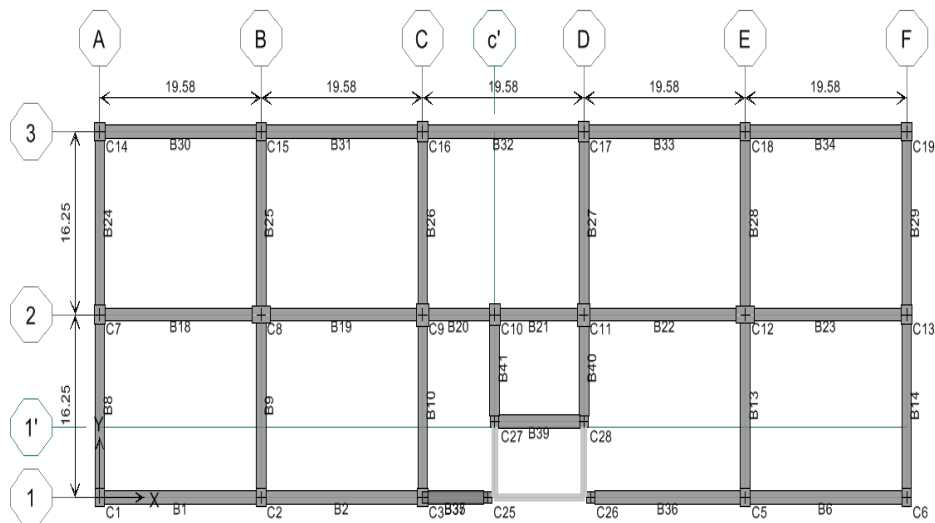 A B C c' D E F
19.58 19.58 19.58 19.58 19.58
3
C14 B30 C15 B31 C16 B32 C17 B33 C18 B34 C19
16.25 B24 B25 B26 B27 B28 B29
2
C7 B18 C8 B19 C9 B20 C10 B21 C11 B22 C12 B23 C13
16.25 B8 B9 B10 B41 B40 B13 B14
1'
Y
C27 B39 C28
1
X
C1 B1 C2 B2 C3 C25 C26 B36 C5 B6 C6